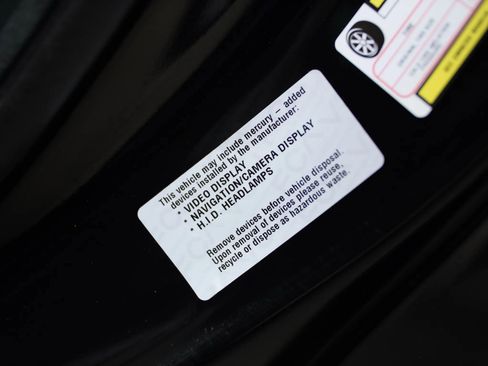 This vehicle may include mercury – added
devices installed by the manufacturer:
• VIDEO DISPLAY
• NAVIGATION/CAMERA DISPLAY
• H.I.D. HEADLAMPS
Remove devices before vehicle disposal.
Upon removal of devices please reuse,
recycle or dispose as hazardous waste.